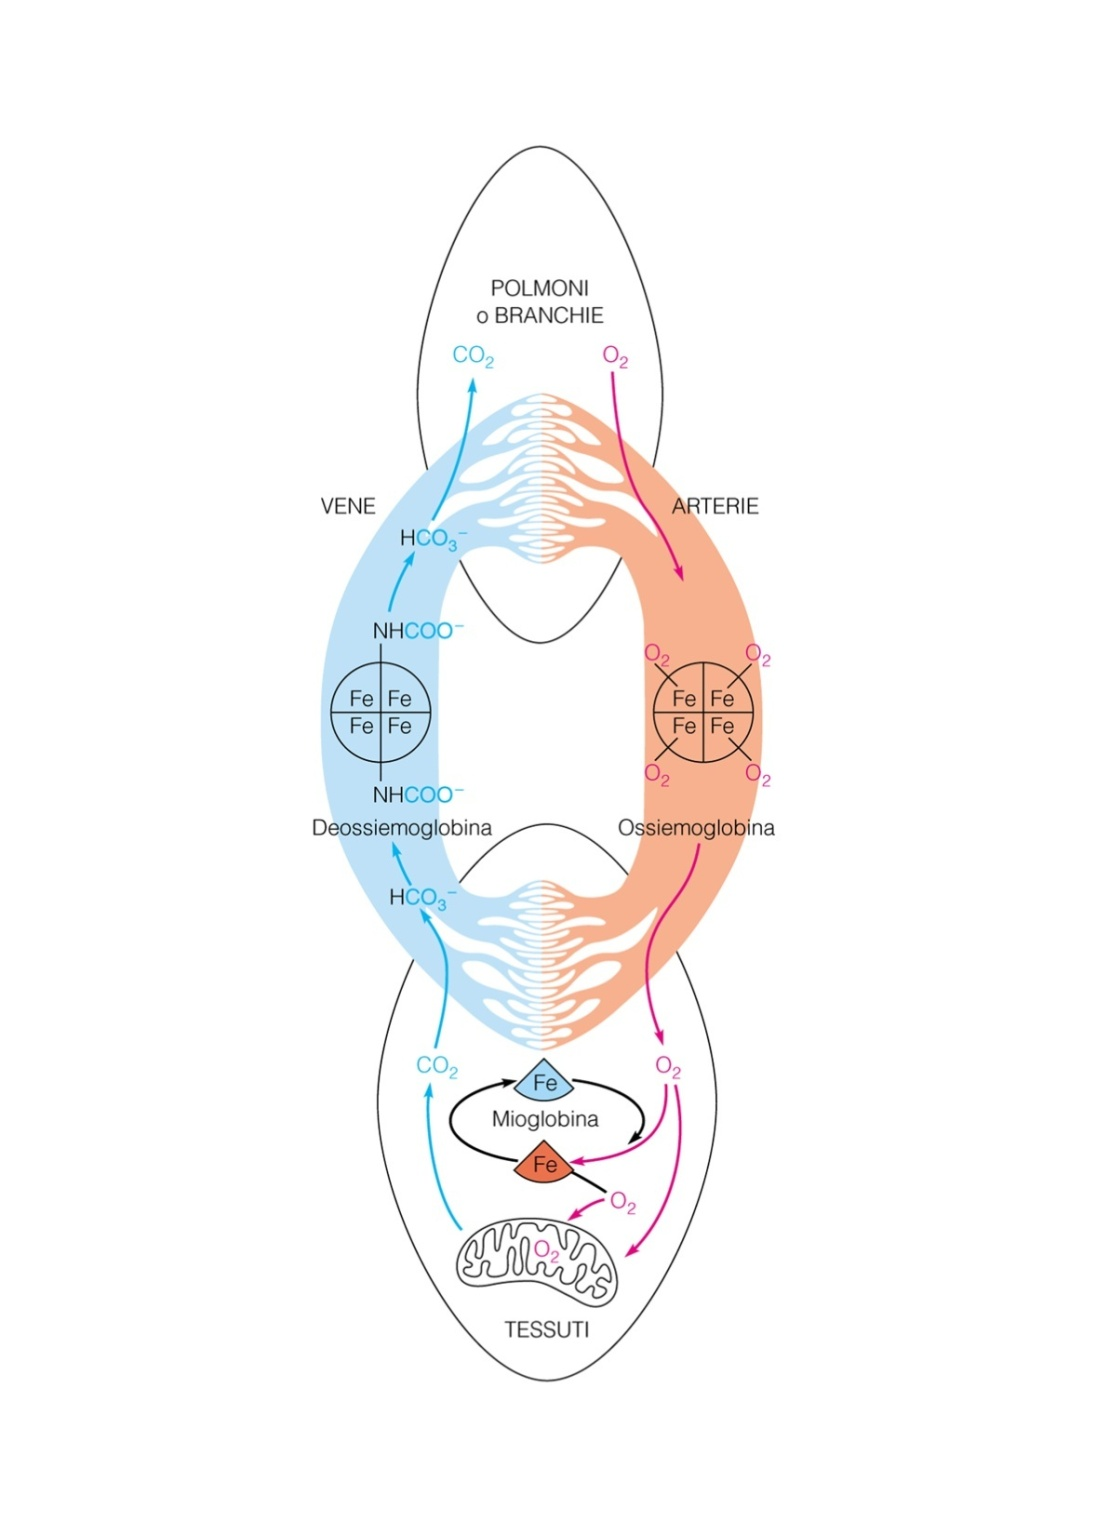 POLMONI
o BRANCHIE
CO₂
O₂
VENE
ARTERIE
HCO₃⁻
NHCOO⁻
O₂ O₂
Fe Fe
Fe Fe
Fe Fe
Fe Fe
O₂ O₂
NHCOO⁻
Deossiemoglobina
Ossiemoglobina
HCO₃⁻
CO₂
O₂
Fe
Mioglobina
Fe
O₂
O₂
TESSUTI